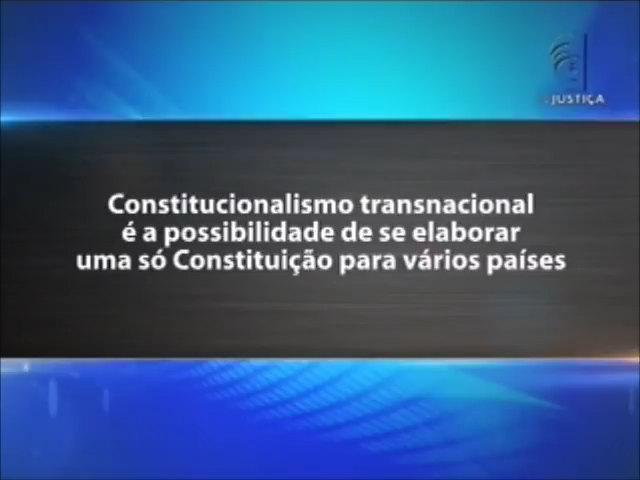 JUSTIÇA
Constitucionalismo transnacional
é a possibilidade de se elaborar
uma só Constituição para vários países